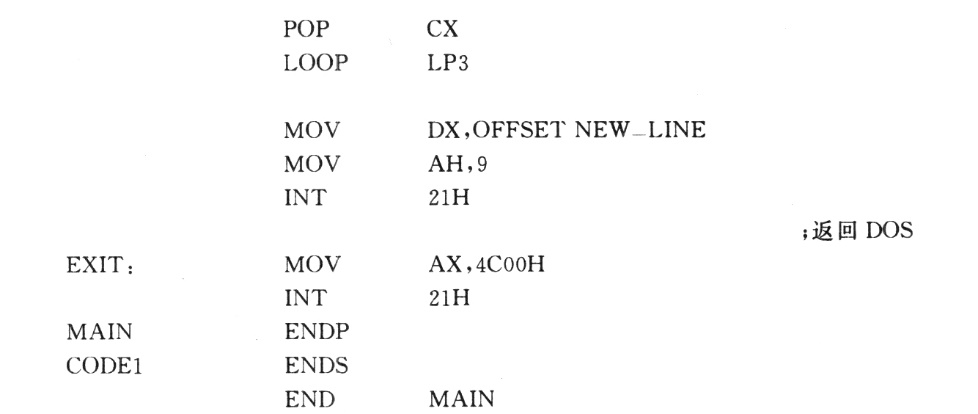 POP CX
LOOP LP3
MOV DX,OFFSET NEW_LINE
MOV AH,9
INT 21H
;返回 DOS
EXIT: MOV AX,4C00H
INT 21H
MAIN ENDP
CODE1 ENDS
END MAIN